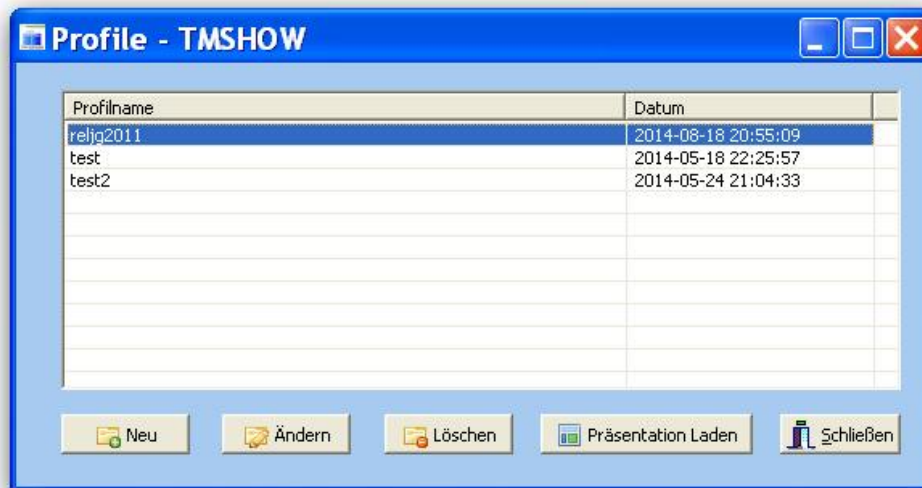 Profile - TMSHOW
Profilname Datum
reljg2011 2014-08-18 20:55:09
test 2014-05-18 22:25:57
test2 2014-05-24 21:04:33
Neu Ändern Löschen Präsentation Laden Schließen